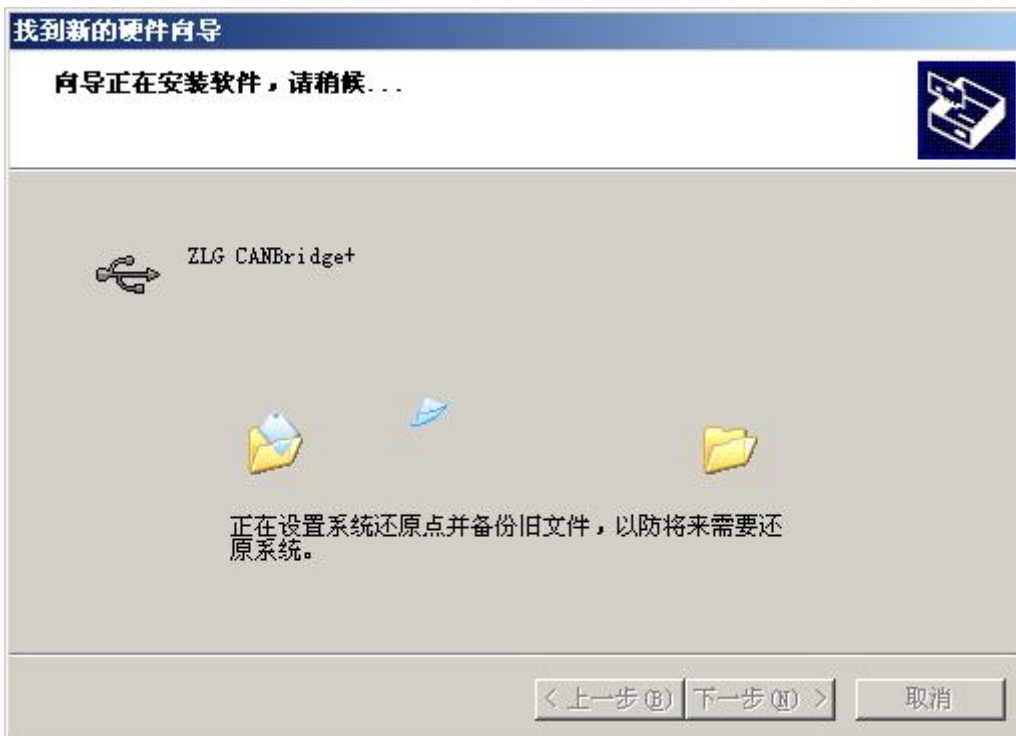 找到新的硬件向导
向导正在安装软件，请稍候...
ZLG CANBridge+
正在设置系统还原点并备份旧文件，以防将来需要还
原系统。
< 上一步(B) 下一步(N) > 取消